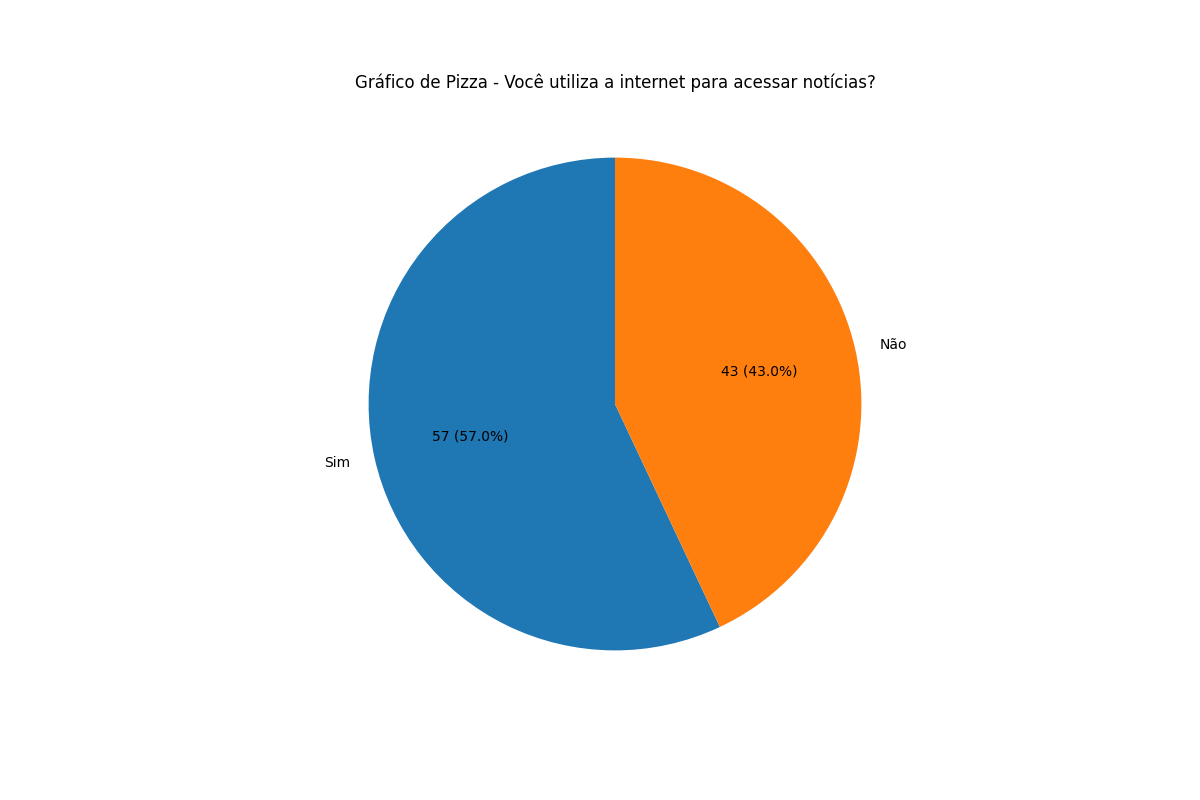 Gráfico de Pizza - Você utiliza a internet para acessar notícias?
Não
43 (43.0%)
57 (57.0%)
Sim